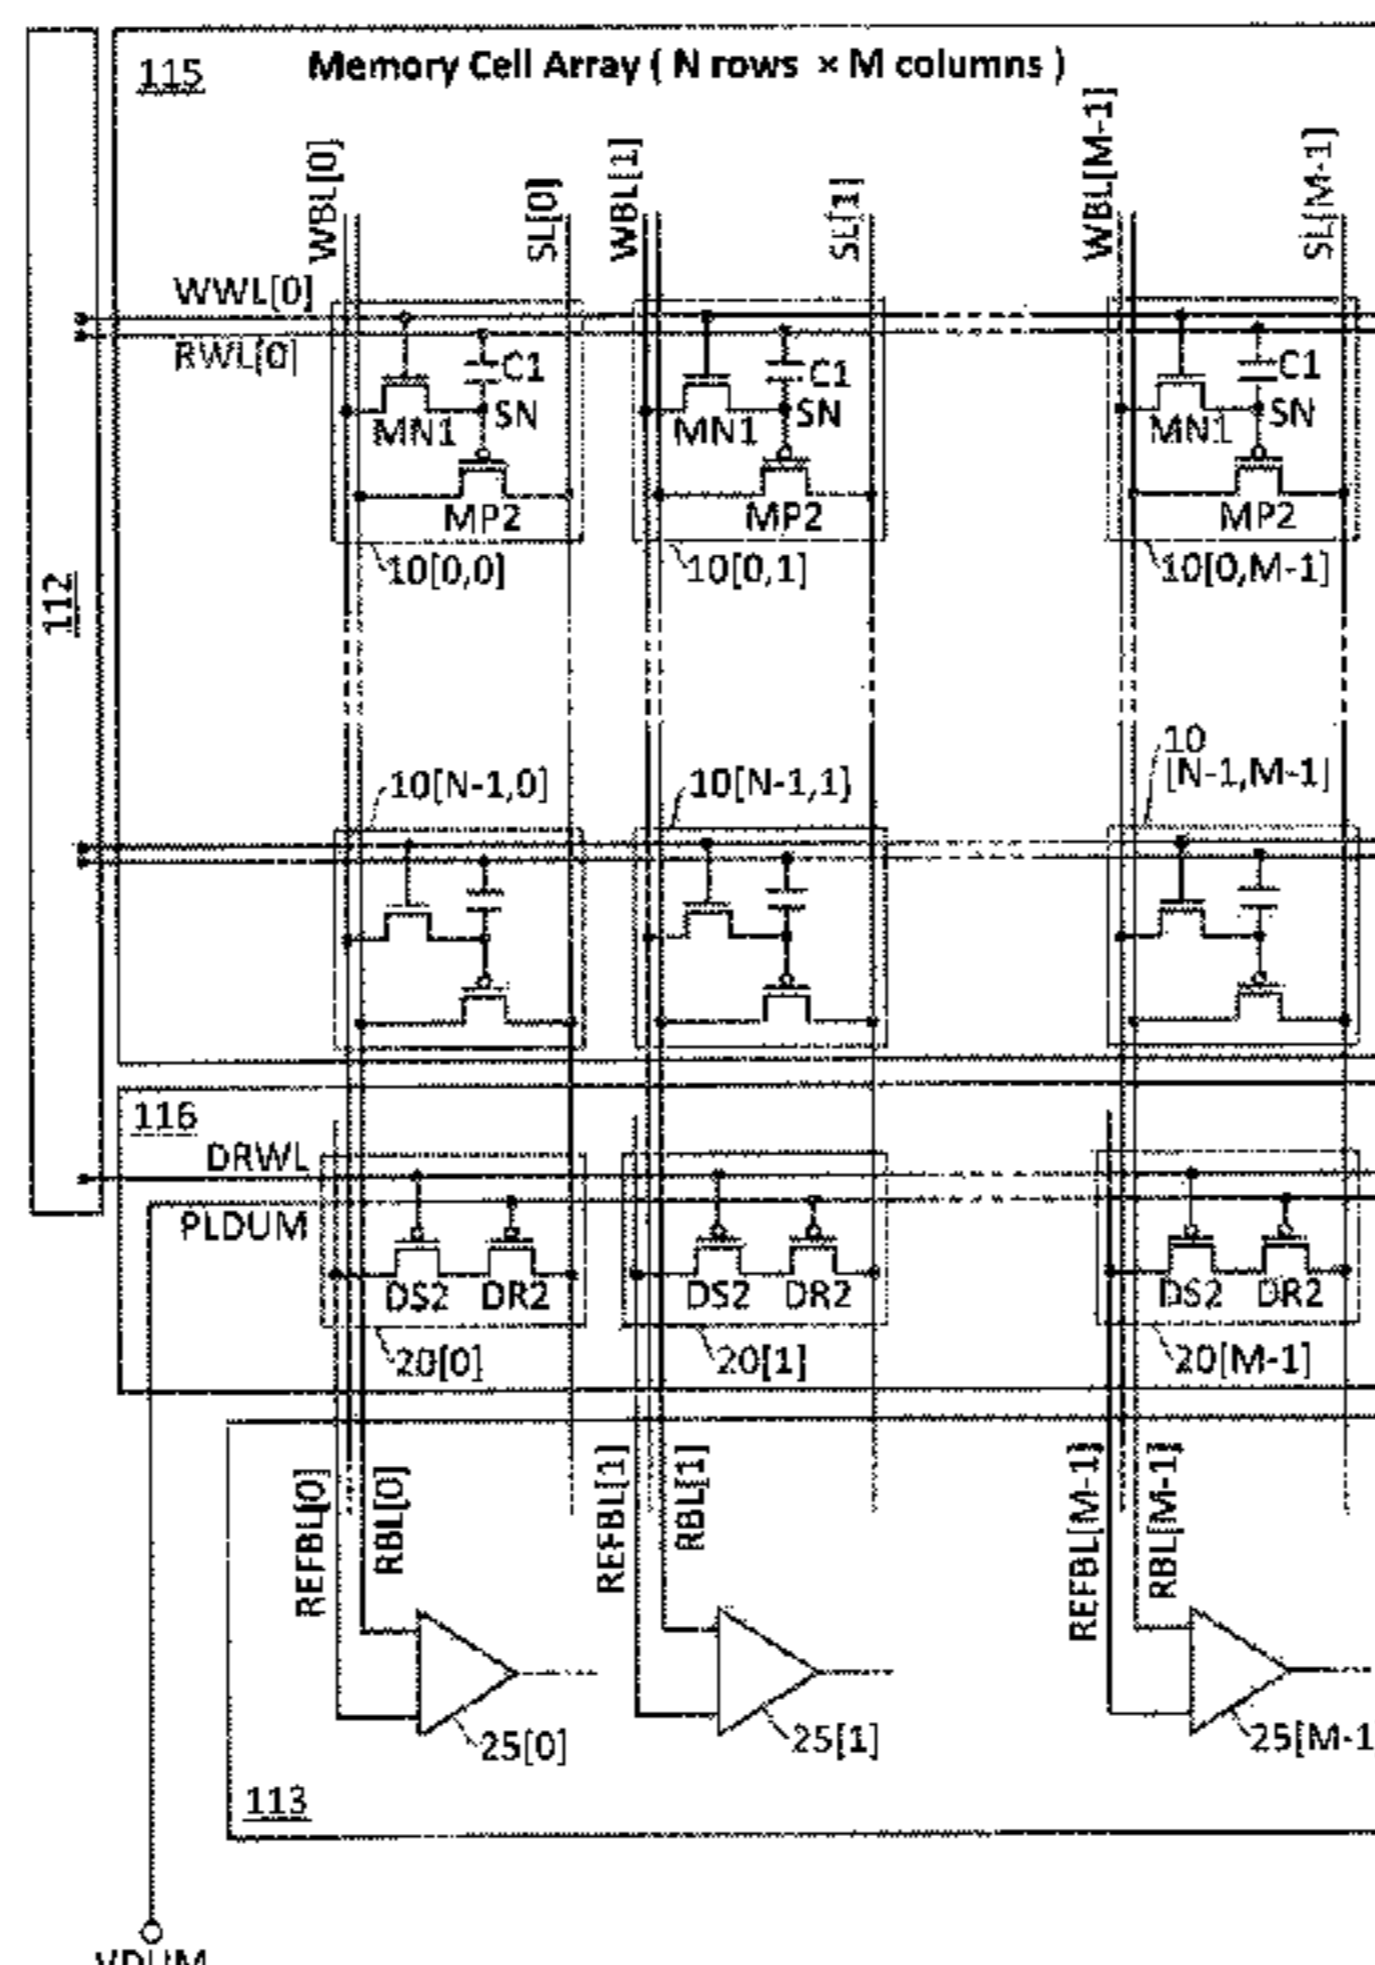 115
Memory Cell Array ( N rows × M columns )
WBL[0]
SL[0]
WBL[1]
SL[1]
WBL[M-1]
SL[M-1]
WWL[0]
RWL[0]
C1
SN
MN1
MP2
C1
SN
MN1
MP2
C1
SN
MN1
MP2
10[0,0]
10[0,1]
10[0,M-1]
112
10[N-1,0]
10[N-1,1]
10
[N-1,M-1]
116
DRWL
PLDUM
DS2
DR2
DS2
DR2
DS2
DR2
20[0]
20[1]
20[M-1]
REFBL[0]
RBL[0]
REFBL[1]
RBL[1]
REFBL[M-1]
RBL[M-1]
25[0]
25[1]
25[M-1
113
VDUM